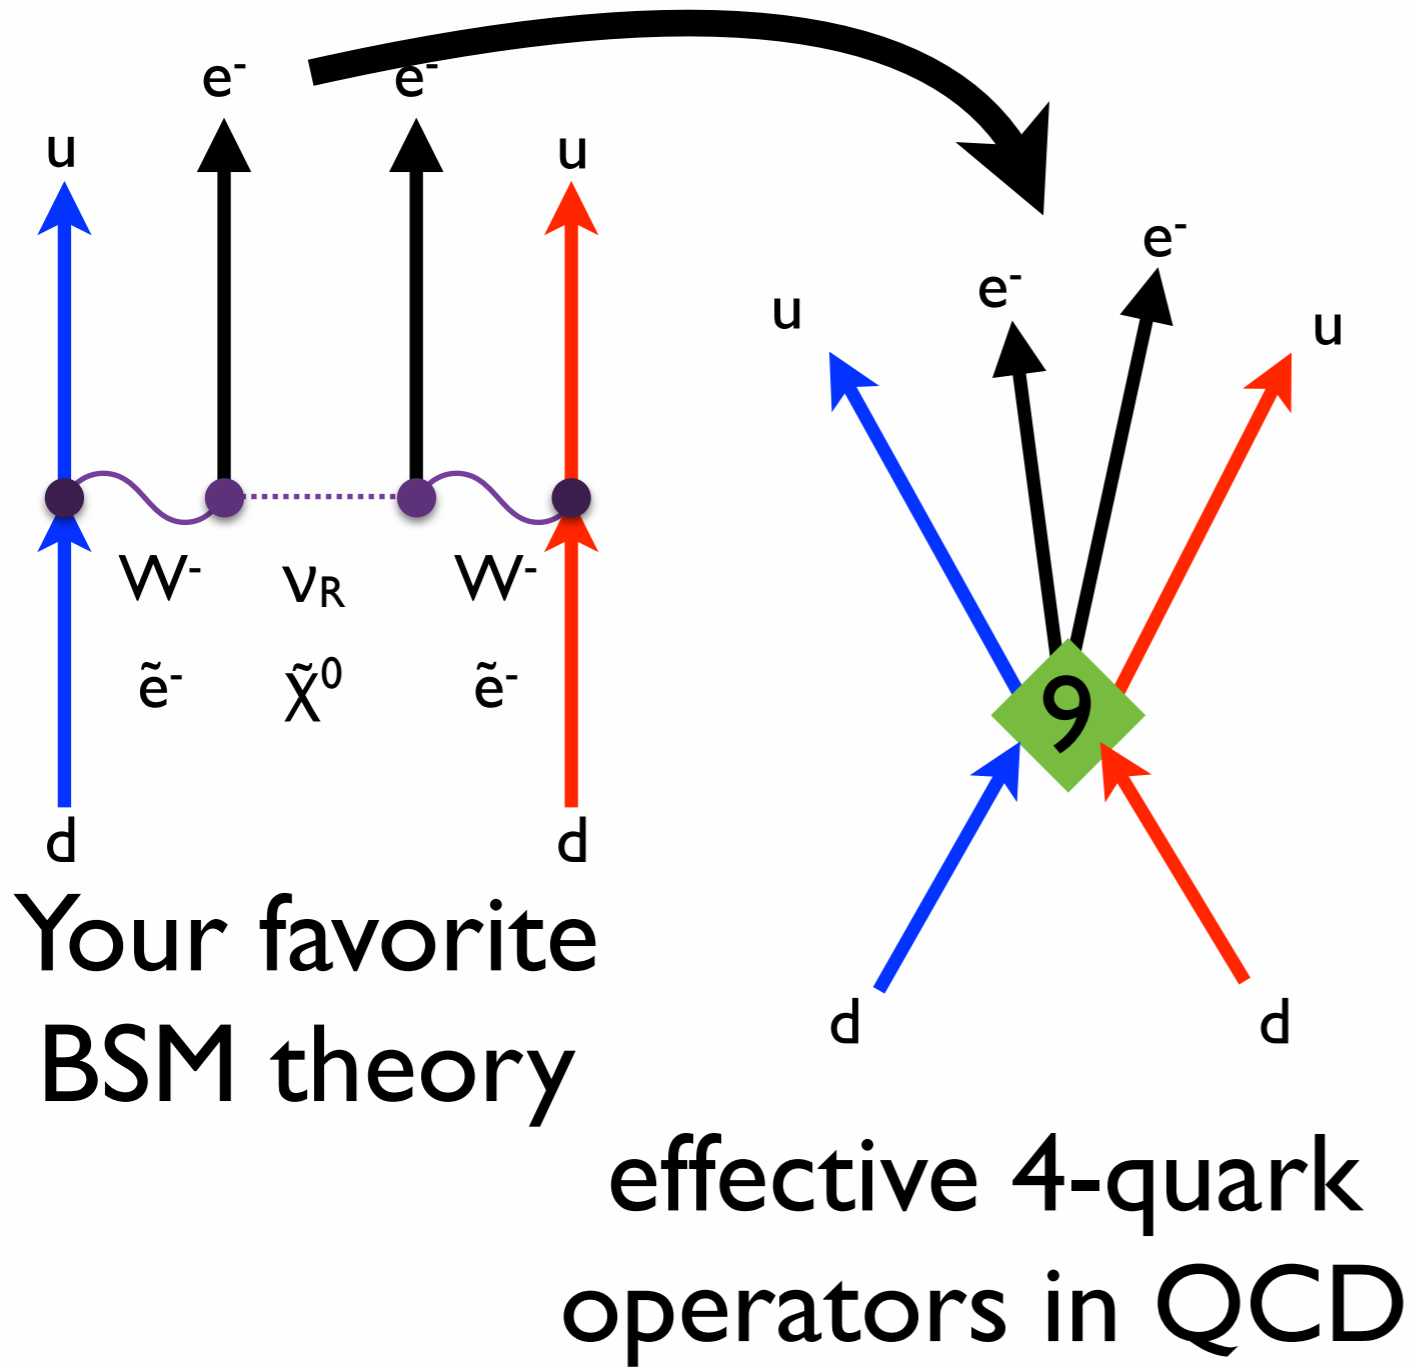 e⁻ e⁻
u u
W⁻ νR W⁻
ẽ⁻ χ̃⁰ ẽ⁻
d d
Your favorite
BSM theory
e⁻
e⁻
u u
9
d d
effective 4-quark
operators in QCD